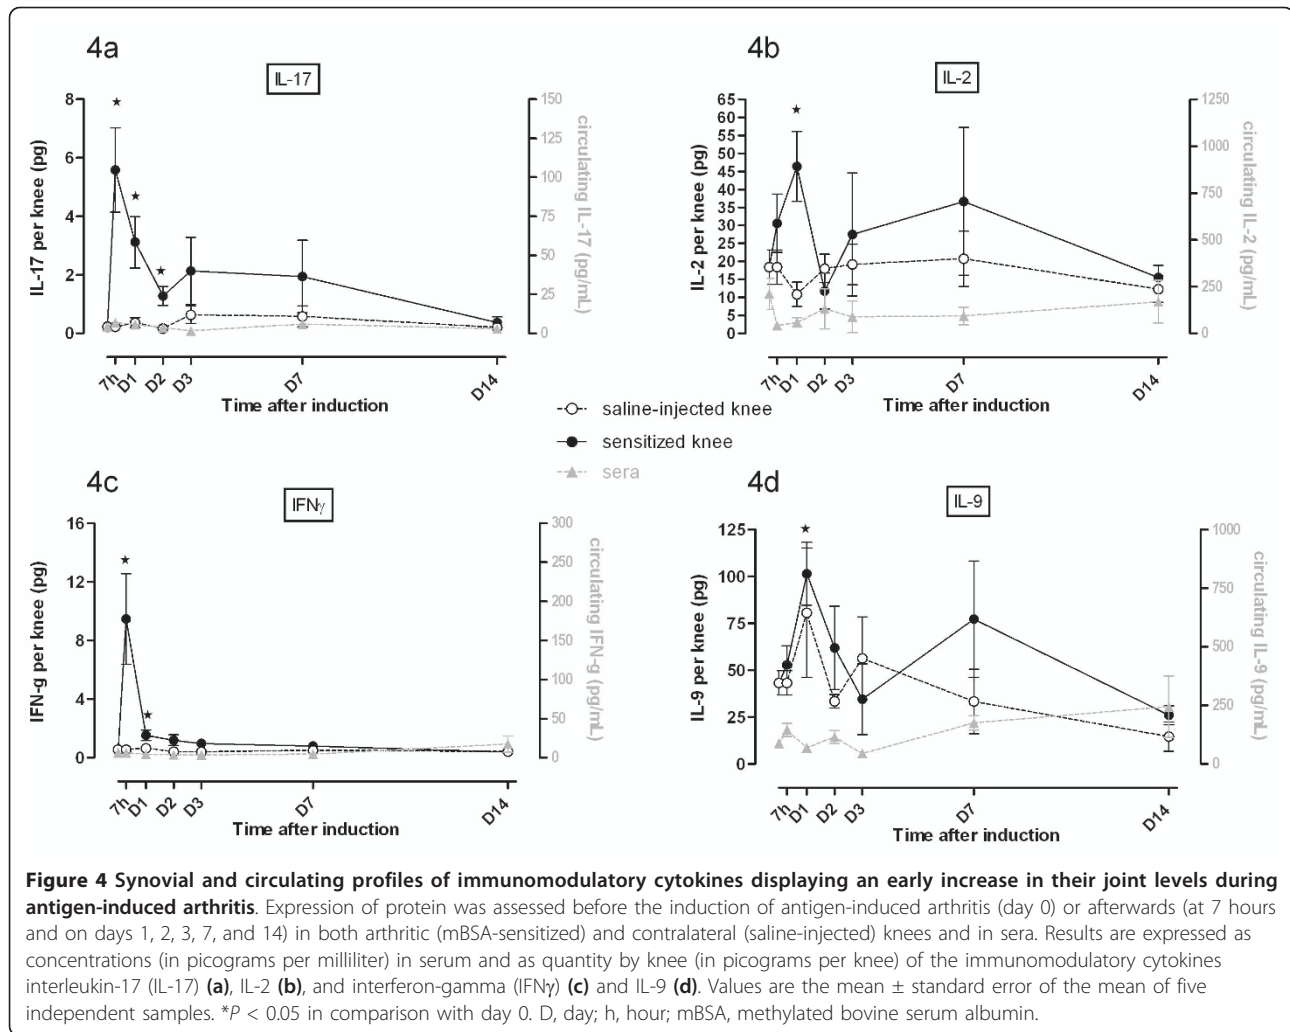 4a
IL-17
IL-17 per knee (pg)
8
6
4
2
0
circulating IL-17 (pg/mL)
150
125
100
75
50
25
0
★
★
★
7h
D1
D2
D3
D7
D14
Time after induction
4b
IL-2
IL-2 per knee (pg)
65
60
55
50
45
40
35
30
25
20
15
10
5
0
circulating IL-2 (pg/mL)
1250
1000
750
500
250
0
★
7h
D1
D2
D3
D7
D14
Time after induction
saline-injected knee
sensitized knee
sera
4c
IFNγ
IFN-g per knee (pg)
16
12
8
4
0
circulating IFN-g (pg/mL)
300
250
200
150
100
50
0
★
★
7h
D1
D2
D3
D7
D14
Time after induction
4d
IL-9
IL-9 per knee (pg)
125
100
75
50
25
0
circulating IL-9 (pg/mL)
1000
750
500
250
0
★
7h
D1
D2
D3
D7
D14
Time after induction
Figure 4 Synovial and circulating profiles of immunomodulatory cytokines displaying an early increase in their joint levels during
antigen-induced arthritis. Expression of protein was assessed before the induction of antigen-induced arthritis (day 0) or afterwards (at 7 hours
and on days 1, 2, 3, 7, and 14) in both arthritic (mBSA-sensitized) and contralateral (saline-injected) knees and in sera. Results are expressed as
concentrations (in picograms per milliliter) in serum and as quantity by knee (in picograms per knee) of the immunomodulatory cytokines
interleukin-17 (IL-17) (a), IL-2 (b), and interferon-gamma (IFNγ) (c) and IL-9 (d). Values are the mean ± standard error of the mean of five
independent samples. *P < 0.05 in comparison with day 0. D, day; h, hour; mBSA, methylated bovine serum albumin.